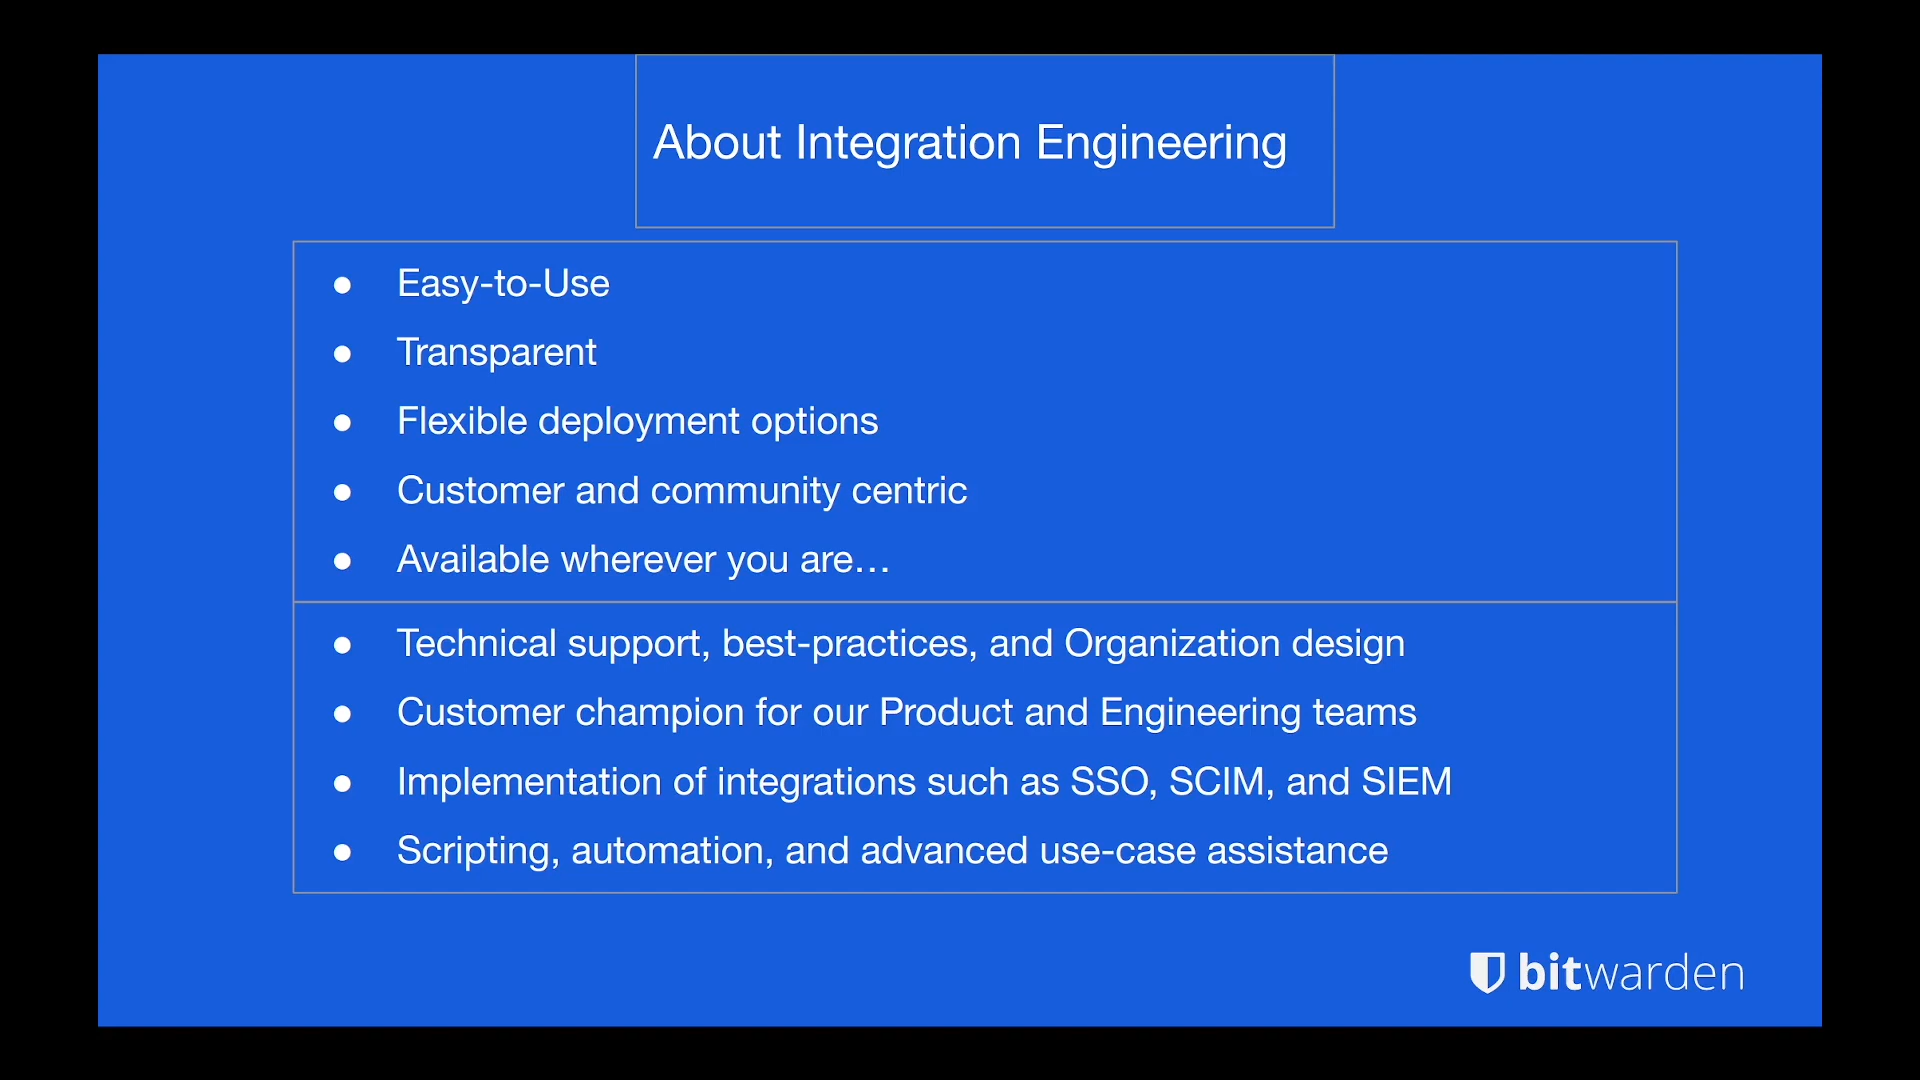 About Integration Engineering
● Easy-to-Use
● Transparent
● Flexible deployment options
● Customer and community centric
● Available wherever you are…
● Technical support, best-practices, and Organization design
● Customer champion for our Product and Engineering teams
● Implementation of integrations such as SSO, SCIM, and SIEM
● Scripting, automation, and advanced use-case assistance
bitwarden